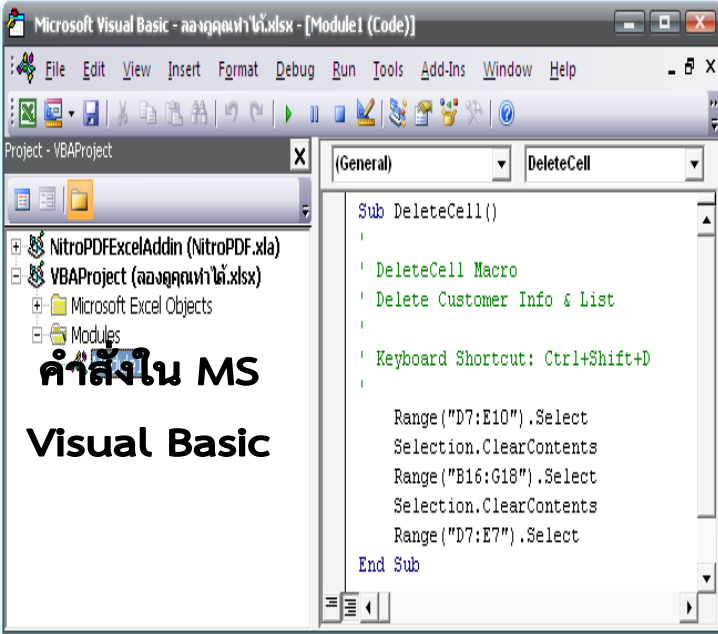 Microsoft Visual Basic - ลองดูคุณทำได้.xlsx - [Module1 (Code)]
File Edit View Insert Format Debug Run Tools Add-Ins Window Help
Project - VBAProject
(General) DeleteCell
NitroPDFExcelAddin (NitroPDF.xla)
VBAProject (ลองดูคุณทำได้.xlsx)
Microsoft Excel Objects
Modules
คำสั่งใน MS
Visual Basic
Sub DeleteCell()
'
' DeleteCell Macro
' Delete Customer Info & List
'
' Keyboard Shortcut: Ctrl+Shift+D
'
Range("D7:E10").Select
Selection.ClearContents
Range("B16:G18").Select
Selection.ClearContents
Range("D7:E7").Select
End Sub